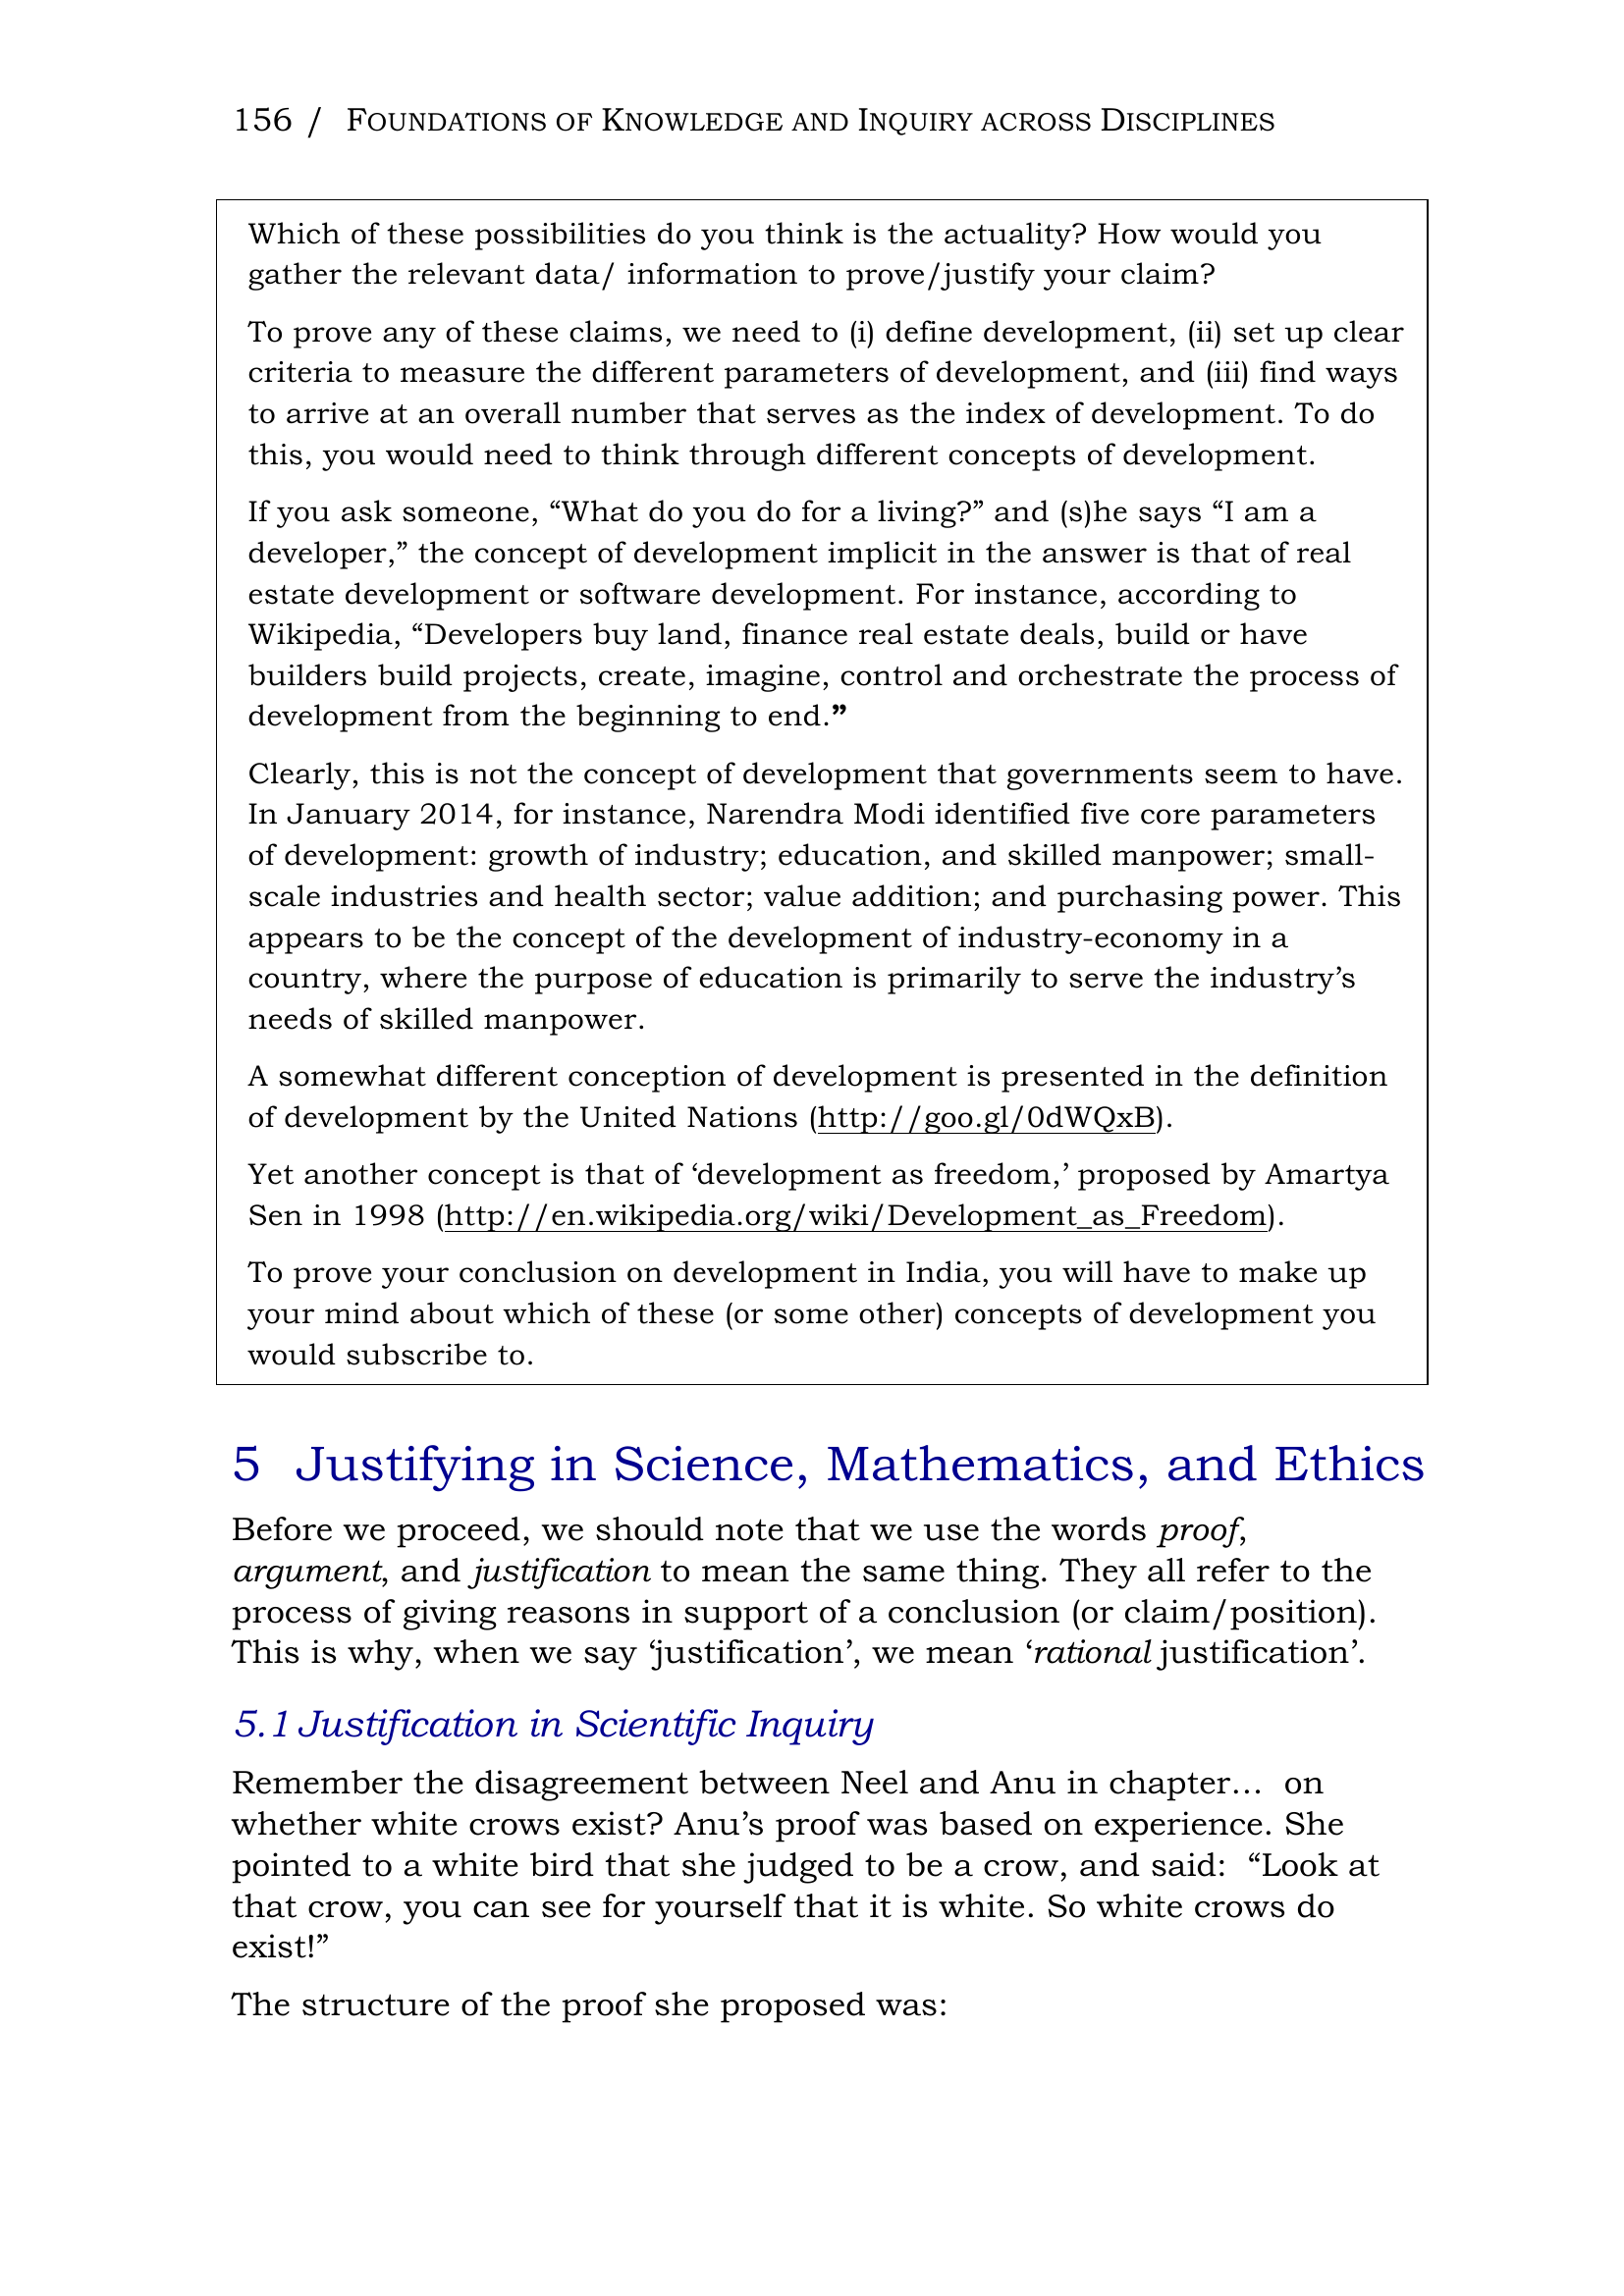 156 / FOUNDATIONS OF KNOWLEDGE AND INQUIRY ACROSS DISCIPLINES
Which of these possibilities do you think is the actuality? How would you
gather the relevant data/ information to prove/justify your claim?
To prove any of these claims, we need to (i) define development, (ii) set up clear
criteria to measure the different parameters of development, and (iii) find ways
to arrive at an overall number that serves as the index of development. To do
this, you would need to think through different concepts of development.
If you ask someone, “What do you do for a living?” and (s)he says “I am a
developer,” the concept of development implicit in the answer is that of real
estate development or software development. For instance, according to
Wikipedia, “Developers buy land, finance real estate deals, build or have
builders build projects, create, imagine, control and orchestrate the process of
development from the beginning to end.”
Clearly, this is not the concept of development that governments seem to have.
In January 2014, for instance, Narendra Modi identified five core parameters
of development: growth of industry; education, and skilled manpower; small-
scale industries and health sector; value addition; and purchasing power. This
appears to be the concept of the development of industry-economy in a
country, where the purpose of education is primarily to serve the industry’s
needs of skilled manpower.
A somewhat different conception of development is presented in the definition
of development by the United Nations (http://goo.gl/0dWQxB).
Yet another concept is that of ‘development as freedom,’ proposed by Amartya
Sen in 1998 (http://en.wikipedia.org/wiki/Development_as_Freedom).
To prove your conclusion on development in India, you will have to make up
your mind about which of these (or some other) concepts of development you
would subscribe to.
5 Justifying in Science, Mathematics, and Ethics
Before we proceed, we should note that we use the words proof,
argument, and justification to mean the same thing. They all refer to the
process of giving reasons in support of a conclusion (or claim/position).
This is why, when we say ‘justification’, we mean ‘rational justification’.
5.1 Justification in Scientific Inquiry
Remember the disagreement between Neel and Anu in chapter… on
whether white crows exist? Anu’s proof was based on experience. She
pointed to a white bird that she judged to be a crow, and said: “Look at
that crow, you can see for yourself that it is white. So white crows do
exist!”
The structure of the proof she proposed was: